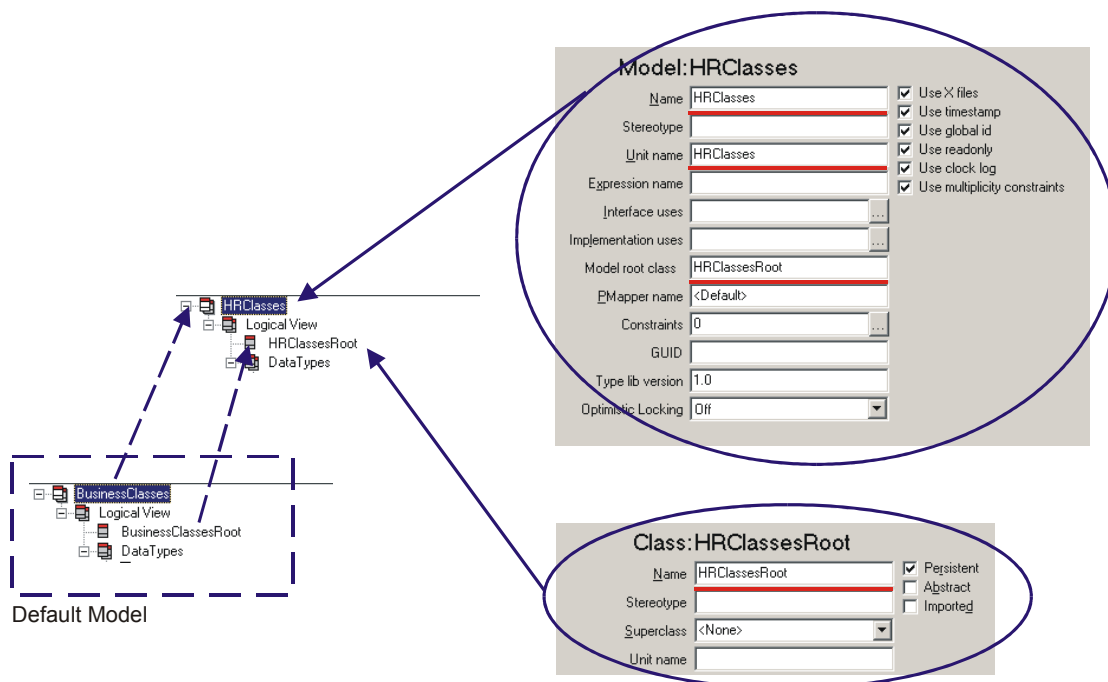 Model:HRClasses
Name HRClasses
Stereotype
Unit name HRClasses
Expression name
Interface uses ...
Implementation uses ...
Model root class HRClassesRoot
PMapper name <Default>
Constraints 0 ...
GUID
Type lib version 1.0
Optimistic Locking Off
Use X files
Use timestamp
Use global id
Use readonly
Use clock log
Use multiplicity constraints
HRClasses
Logical View
HRClassesRoot
DataTypes
BusinessClasses
Logical View
BusinessClassesRoot
DataTypes
Default Model
Class:HRClassesRoot
Name HRClassesRoot
Stereotype
Superclass <None>
Unit name
Persistent
Abstract
Imported